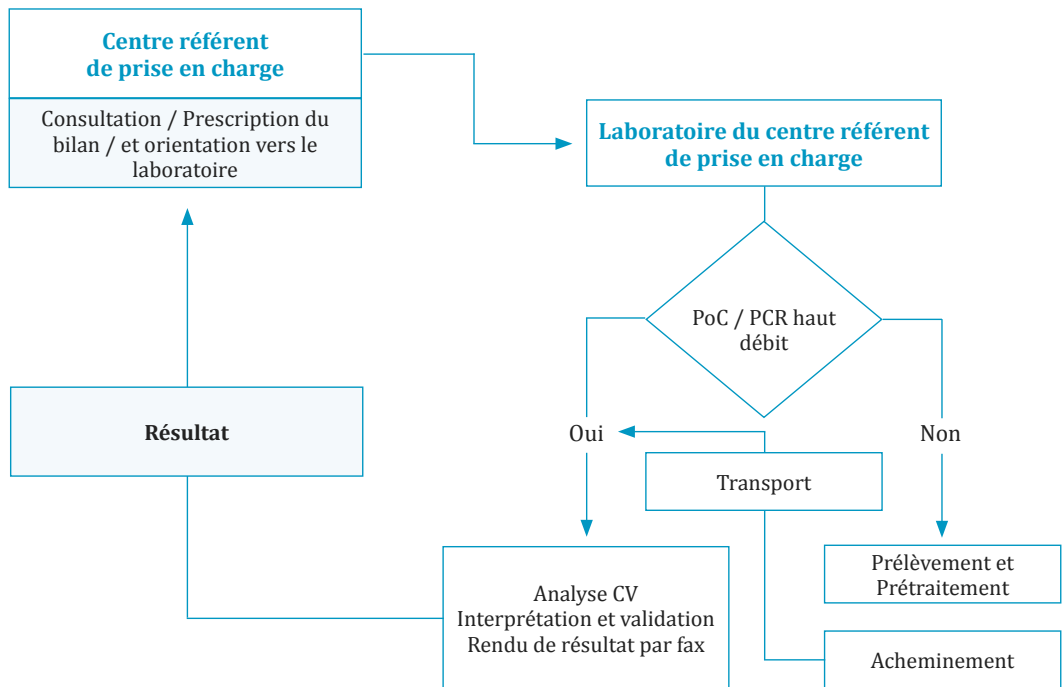 Centre référent
de prise en charge
Consultation / Prescription du
bilan / et orientation vers le
laboratoire
Laboratoire du centre référent
de prise en charge
PoC / PCR haut
débit
Oui
Non
Transport
Résultat
Prélèvement et
Prétraitement
Analyse CV
Interprétation et validation
Rendu de résultat par fax
Acheminement